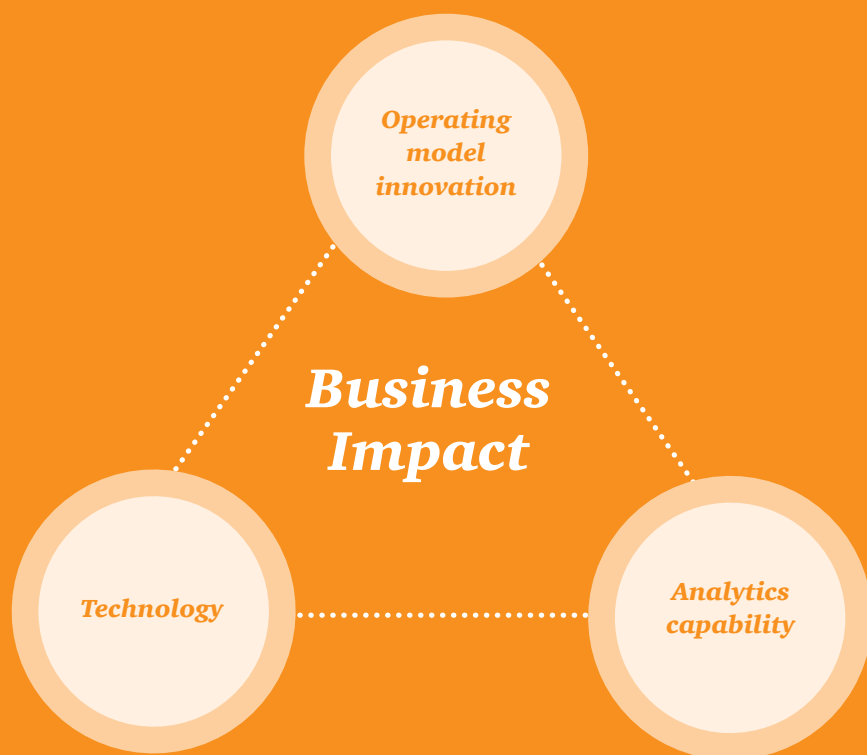 Operating
model
innovation
Business
Impact
Technology
Analytics
capability